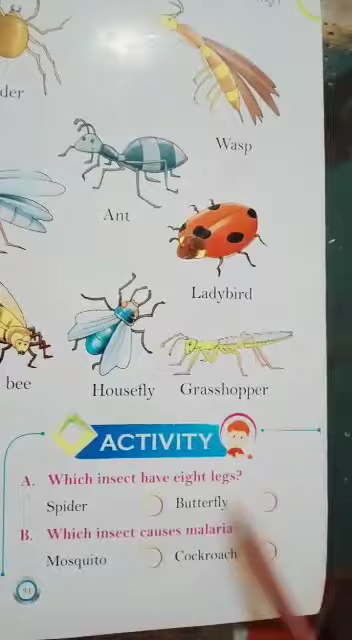 der
Wasp
Ant
Ladybird
bee
Housefly
Grasshopper
ACTIVITY
A. Which insect have eight legs?
Spider
Butterfly
B. Which insect causes malaria
Mosquito
Cockroach